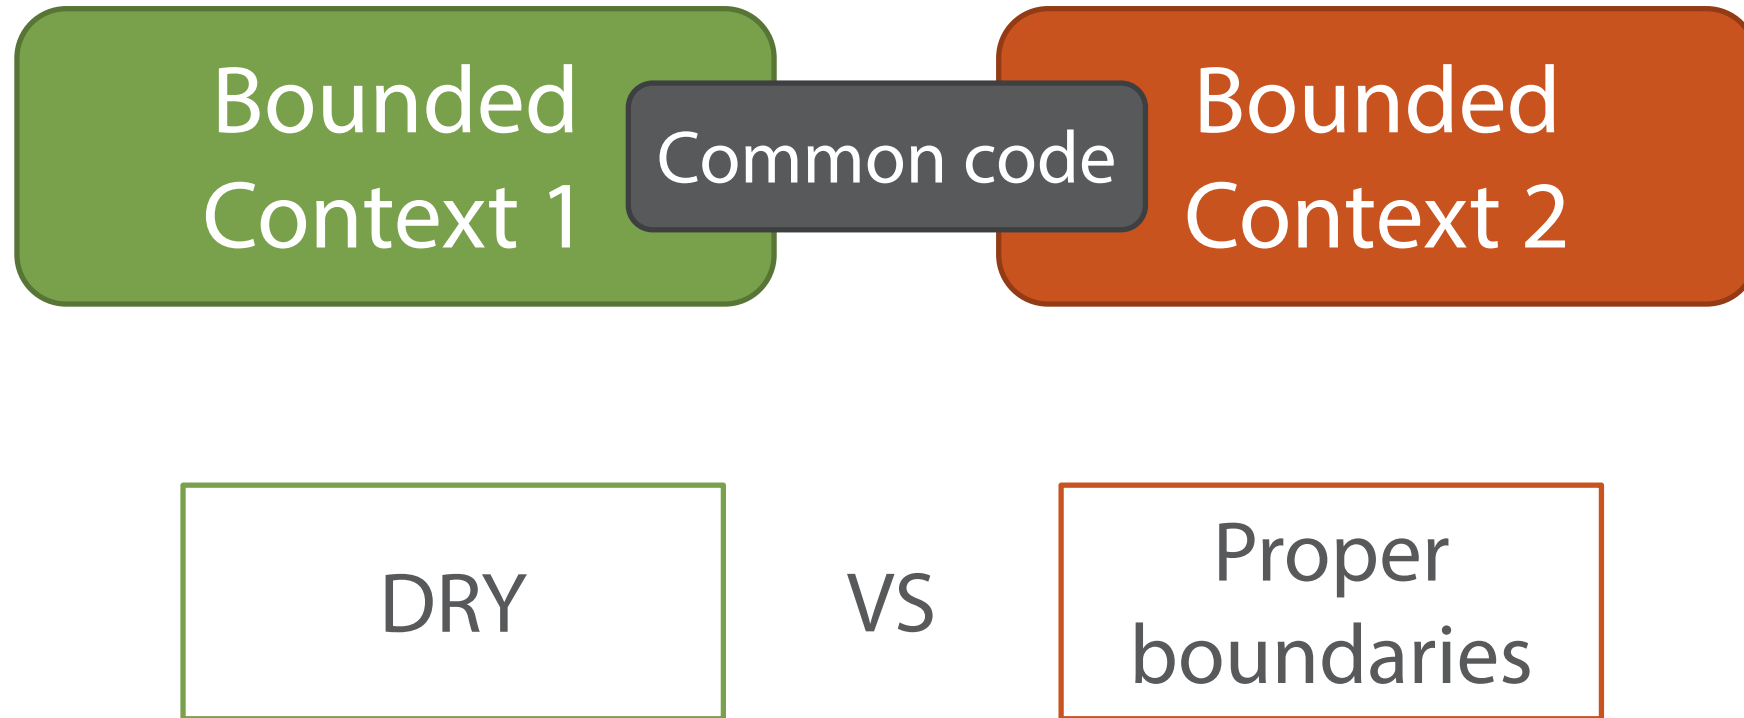 Bounded
Context 1
Common code
Bounded
Context 2
DRY
VS
Proper
boundaries